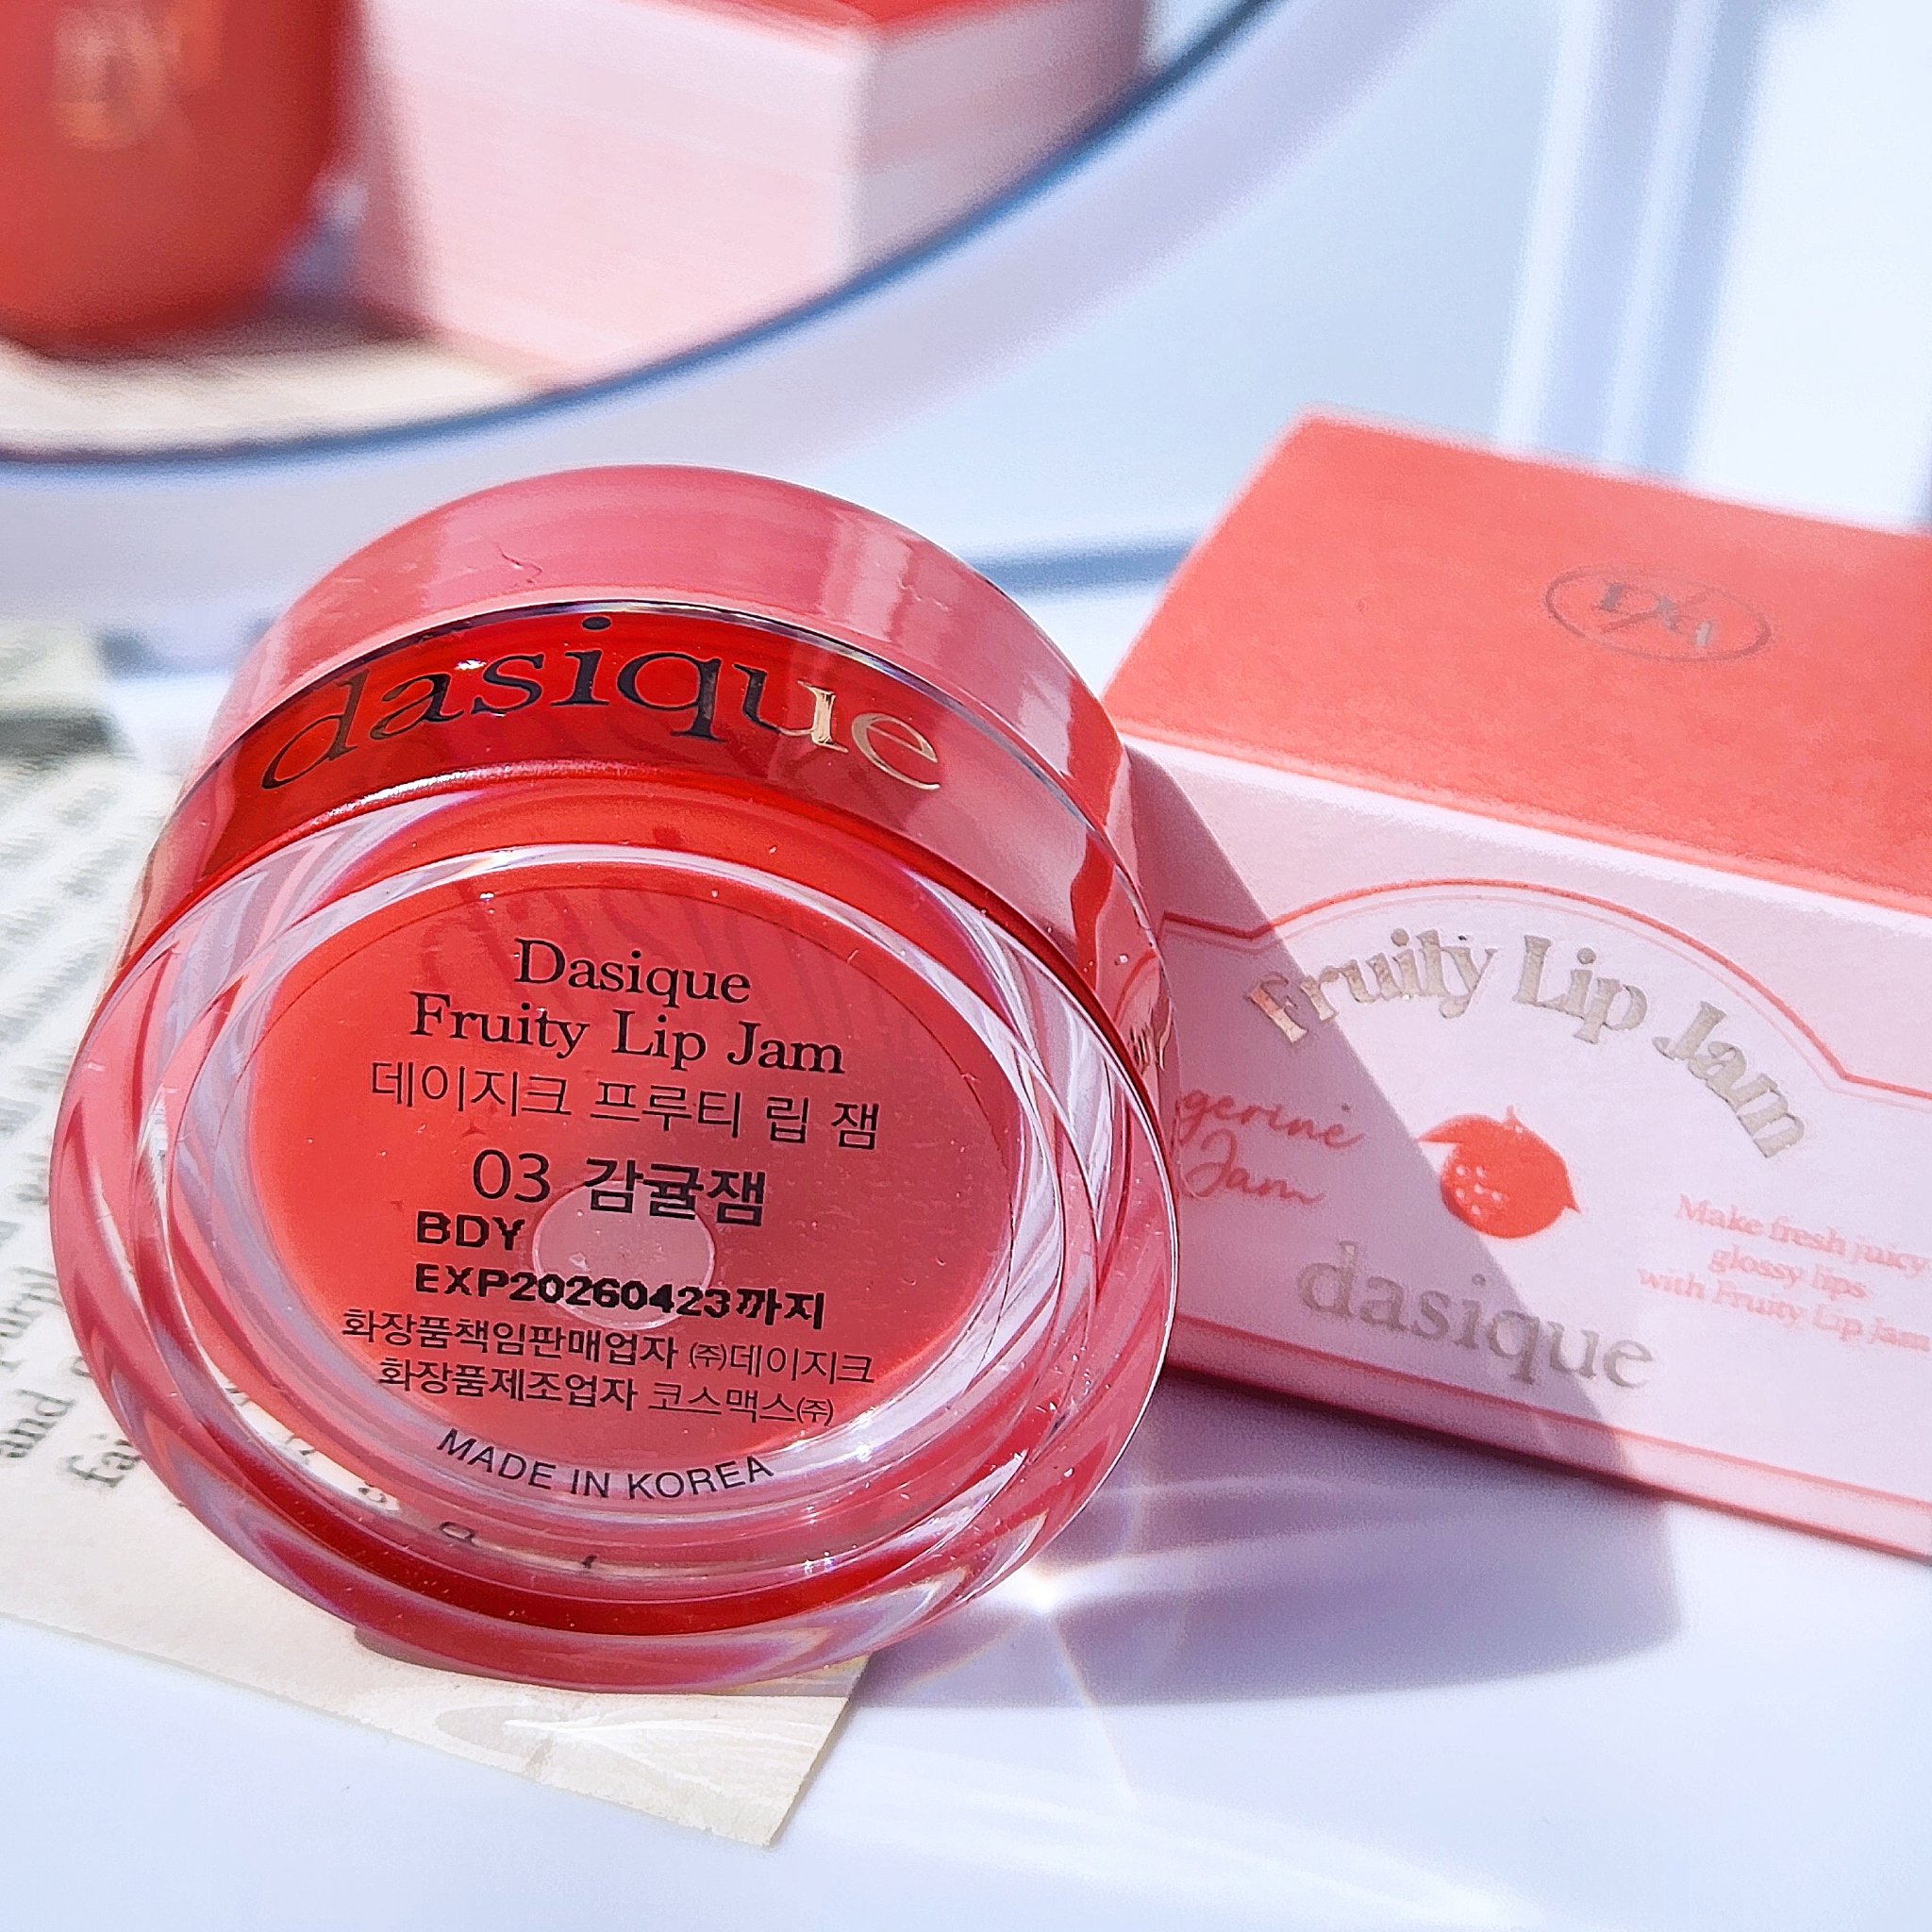 dasique
Dasique
Fruity Lip Jam
데이지크 프루티 립 잼
03 감귤잼
BDY
EXP20260423까지
화장품책임판매업자 ㈜데이지크
화장품제조업자 코스맥스㈜
MADE IN KOREA
Fruity Lip Jam
Jam
Make fresh juicy
glossy lips
with Fruity Lip Jam
dasique
and